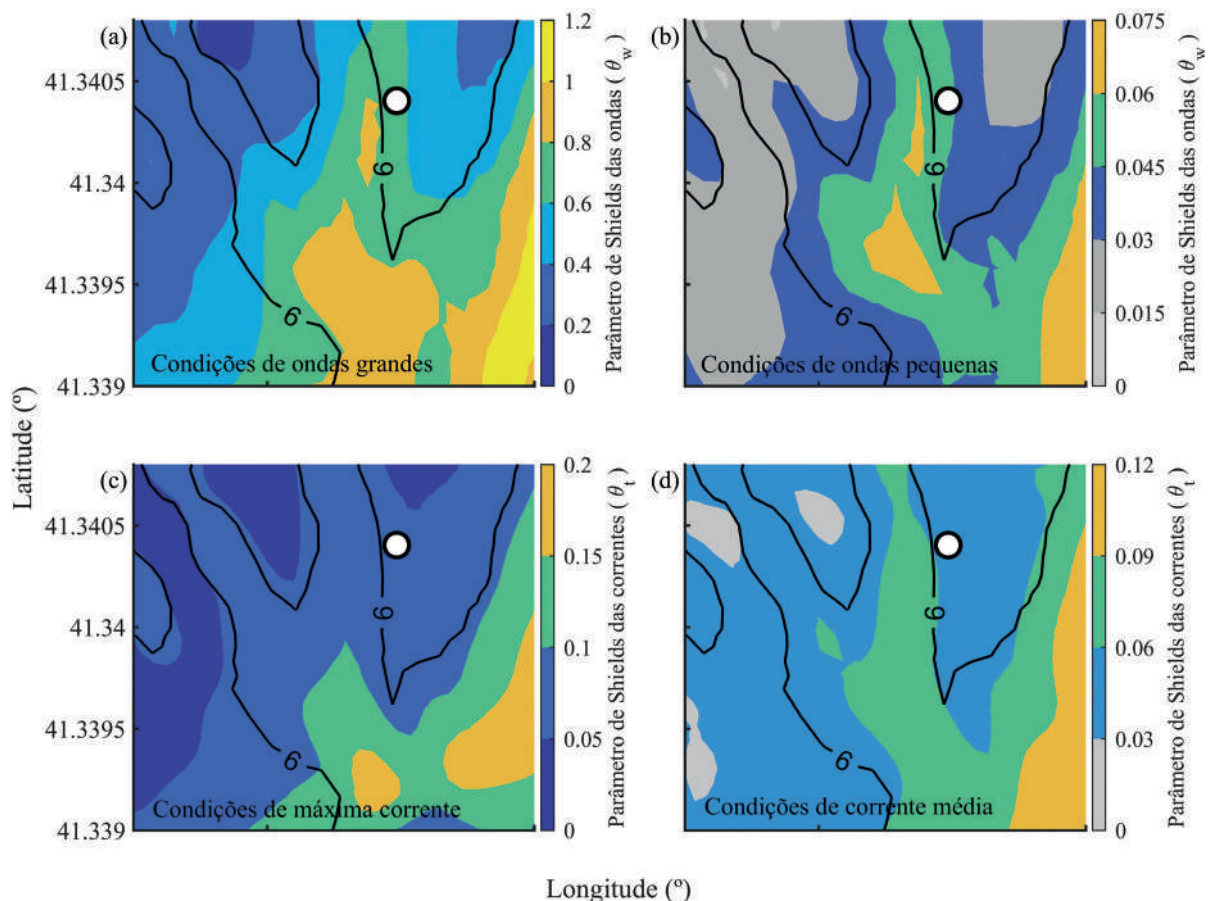 (a)
41.3405
41.34
41.3395
41.339
6
6
Condições de ondas grandes
1.2
1
0.8
0.6
0.4
0.2
0
Parâmetro de Shields das ondas ( θw )
(b)
6
6
Condições de ondas pequenas
0.075
0.06
0.045
0.03
0.015
0
Parâmetro de Shields das ondas ( θw )
Latitude (º)
(c)
41.3405
41.34
41.3395
41.339
6
6
Condições de máxima corrente
0.2
0.15
0.1
0.05
0
Parâmetro de Shields das correntes ( θt )
(d)
6
6
Condições de corrente média
0.12
0.09
0.06
0.03
0
Parâmetro de Shields das correntes ( θt )
Longitude (º)